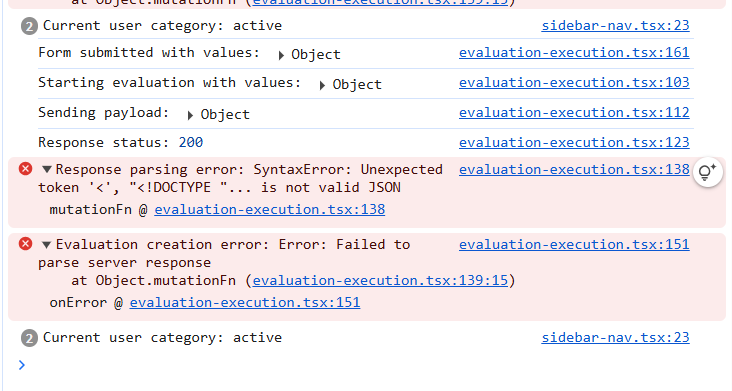 at Object.mutationFn (evaluation-execution.tsx:139:15)
2 Current user category: active sidebar-nav.tsx:23
Form submitted with values: ▶ Object evaluation-execution.tsx:161
Starting evaluation with values: ▶ Object evaluation-execution.tsx:103
Sending payload: ▶ Object evaluation-execution.tsx:112
Response status: 200 evaluation-execution.tsx:123
▼Response parsing error: SyntaxError: Unexpected evaluation-execution.tsx:138
token '<', "<!DOCTYPE "... is not valid JSON
mutationFn @ evaluation-execution.tsx:138
▼Evaluation creation error: Error: Failed to evaluation-execution.tsx:151
parse server response
at Object.mutationFn (evaluation-execution.tsx:139:15)
onError @ evaluation-execution.tsx:151
2 Current user category: active sidebar-nav.tsx:23
>